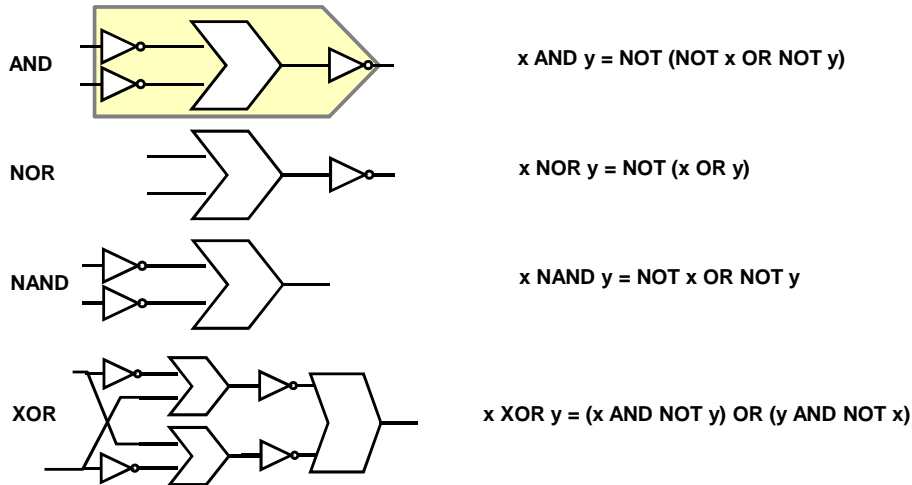 AND
x AND y = NOT (NOT x OR NOT y)
NOR
x NOR y = NOT (x OR y)
NAND
x NAND y = NOT x OR NOT y
XOR
x XOR y = (x AND NOT y) OR (y AND NOT x)